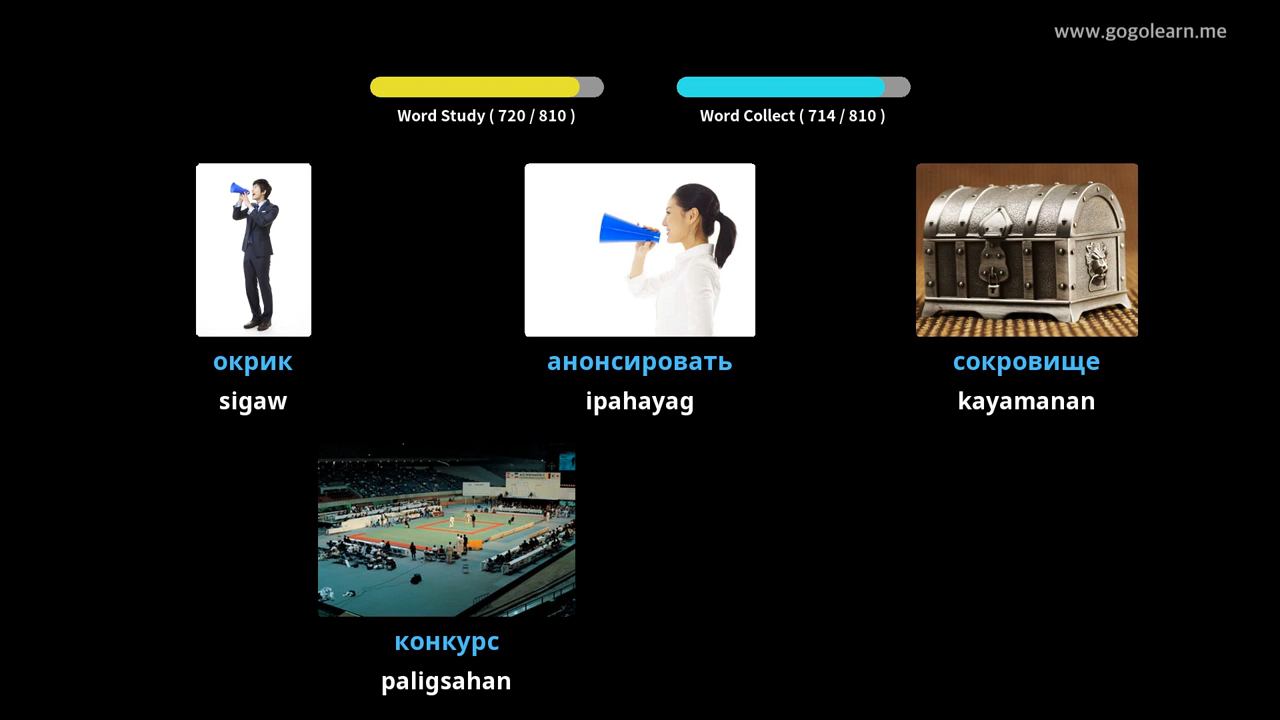 www.gogolearn.me
Word Study ( 720 / 810 )
Word Collect ( 714 / 810 )
окрик
sigaw
анонсировать
ipahayag
сокровище
kayamanan
конкурс
paligsahan